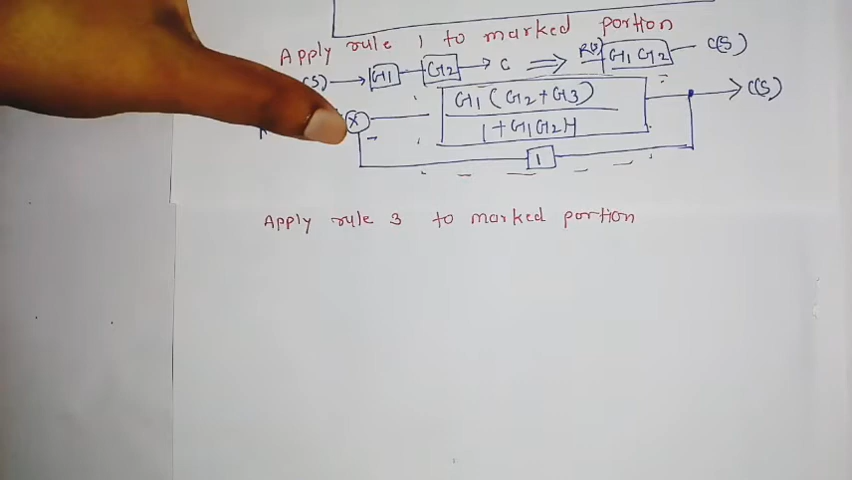 Apply rule 1 to marked portion
C(S) G1 G2 C ⇒ R(S) G1 G2 C(S)
G1(G2+G3)
1+G1G2H
C(S)
X
-
1
Apply rule 3 to marked portion